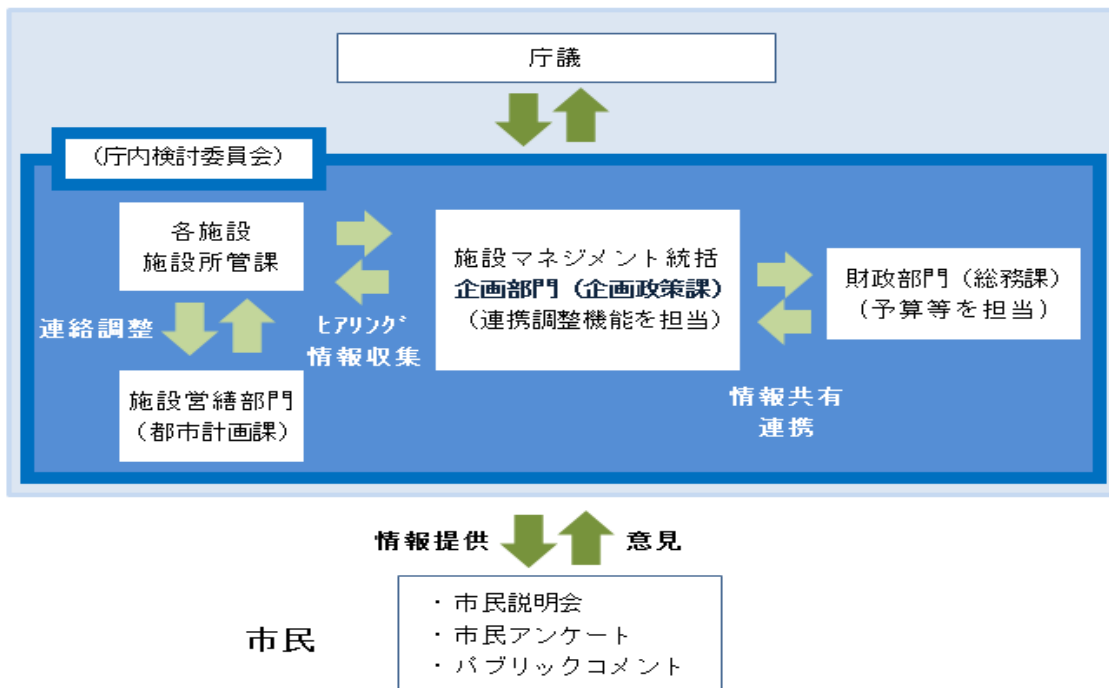 庁議
（庁内検討委員会）
各施設
施設所管課
連絡調整
施設営繕部門
（都市計画課）
ﾋｱﾘﾝｸﾞ
情報収集
施設マネジメント統括
企画部門（企画政策課）
（連携調整機能を担当）
財政部門（総務課）
（予算等を担当）
情報共有
連携
情報提供
意見
市民
・市民説明会
・市民アンケート
・パブリックコメント